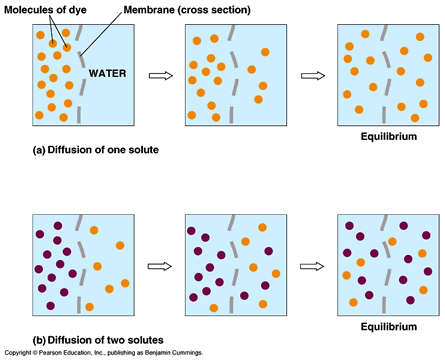 Molecules of dye
Membrane (cross section)
WATER
Equilibrium
(a) Diffusion of one solute
Equilibrium
(b) Diffusion of two solutes
Copyright © Pearson Education, Inc., publishing as Benjamin Cummings.